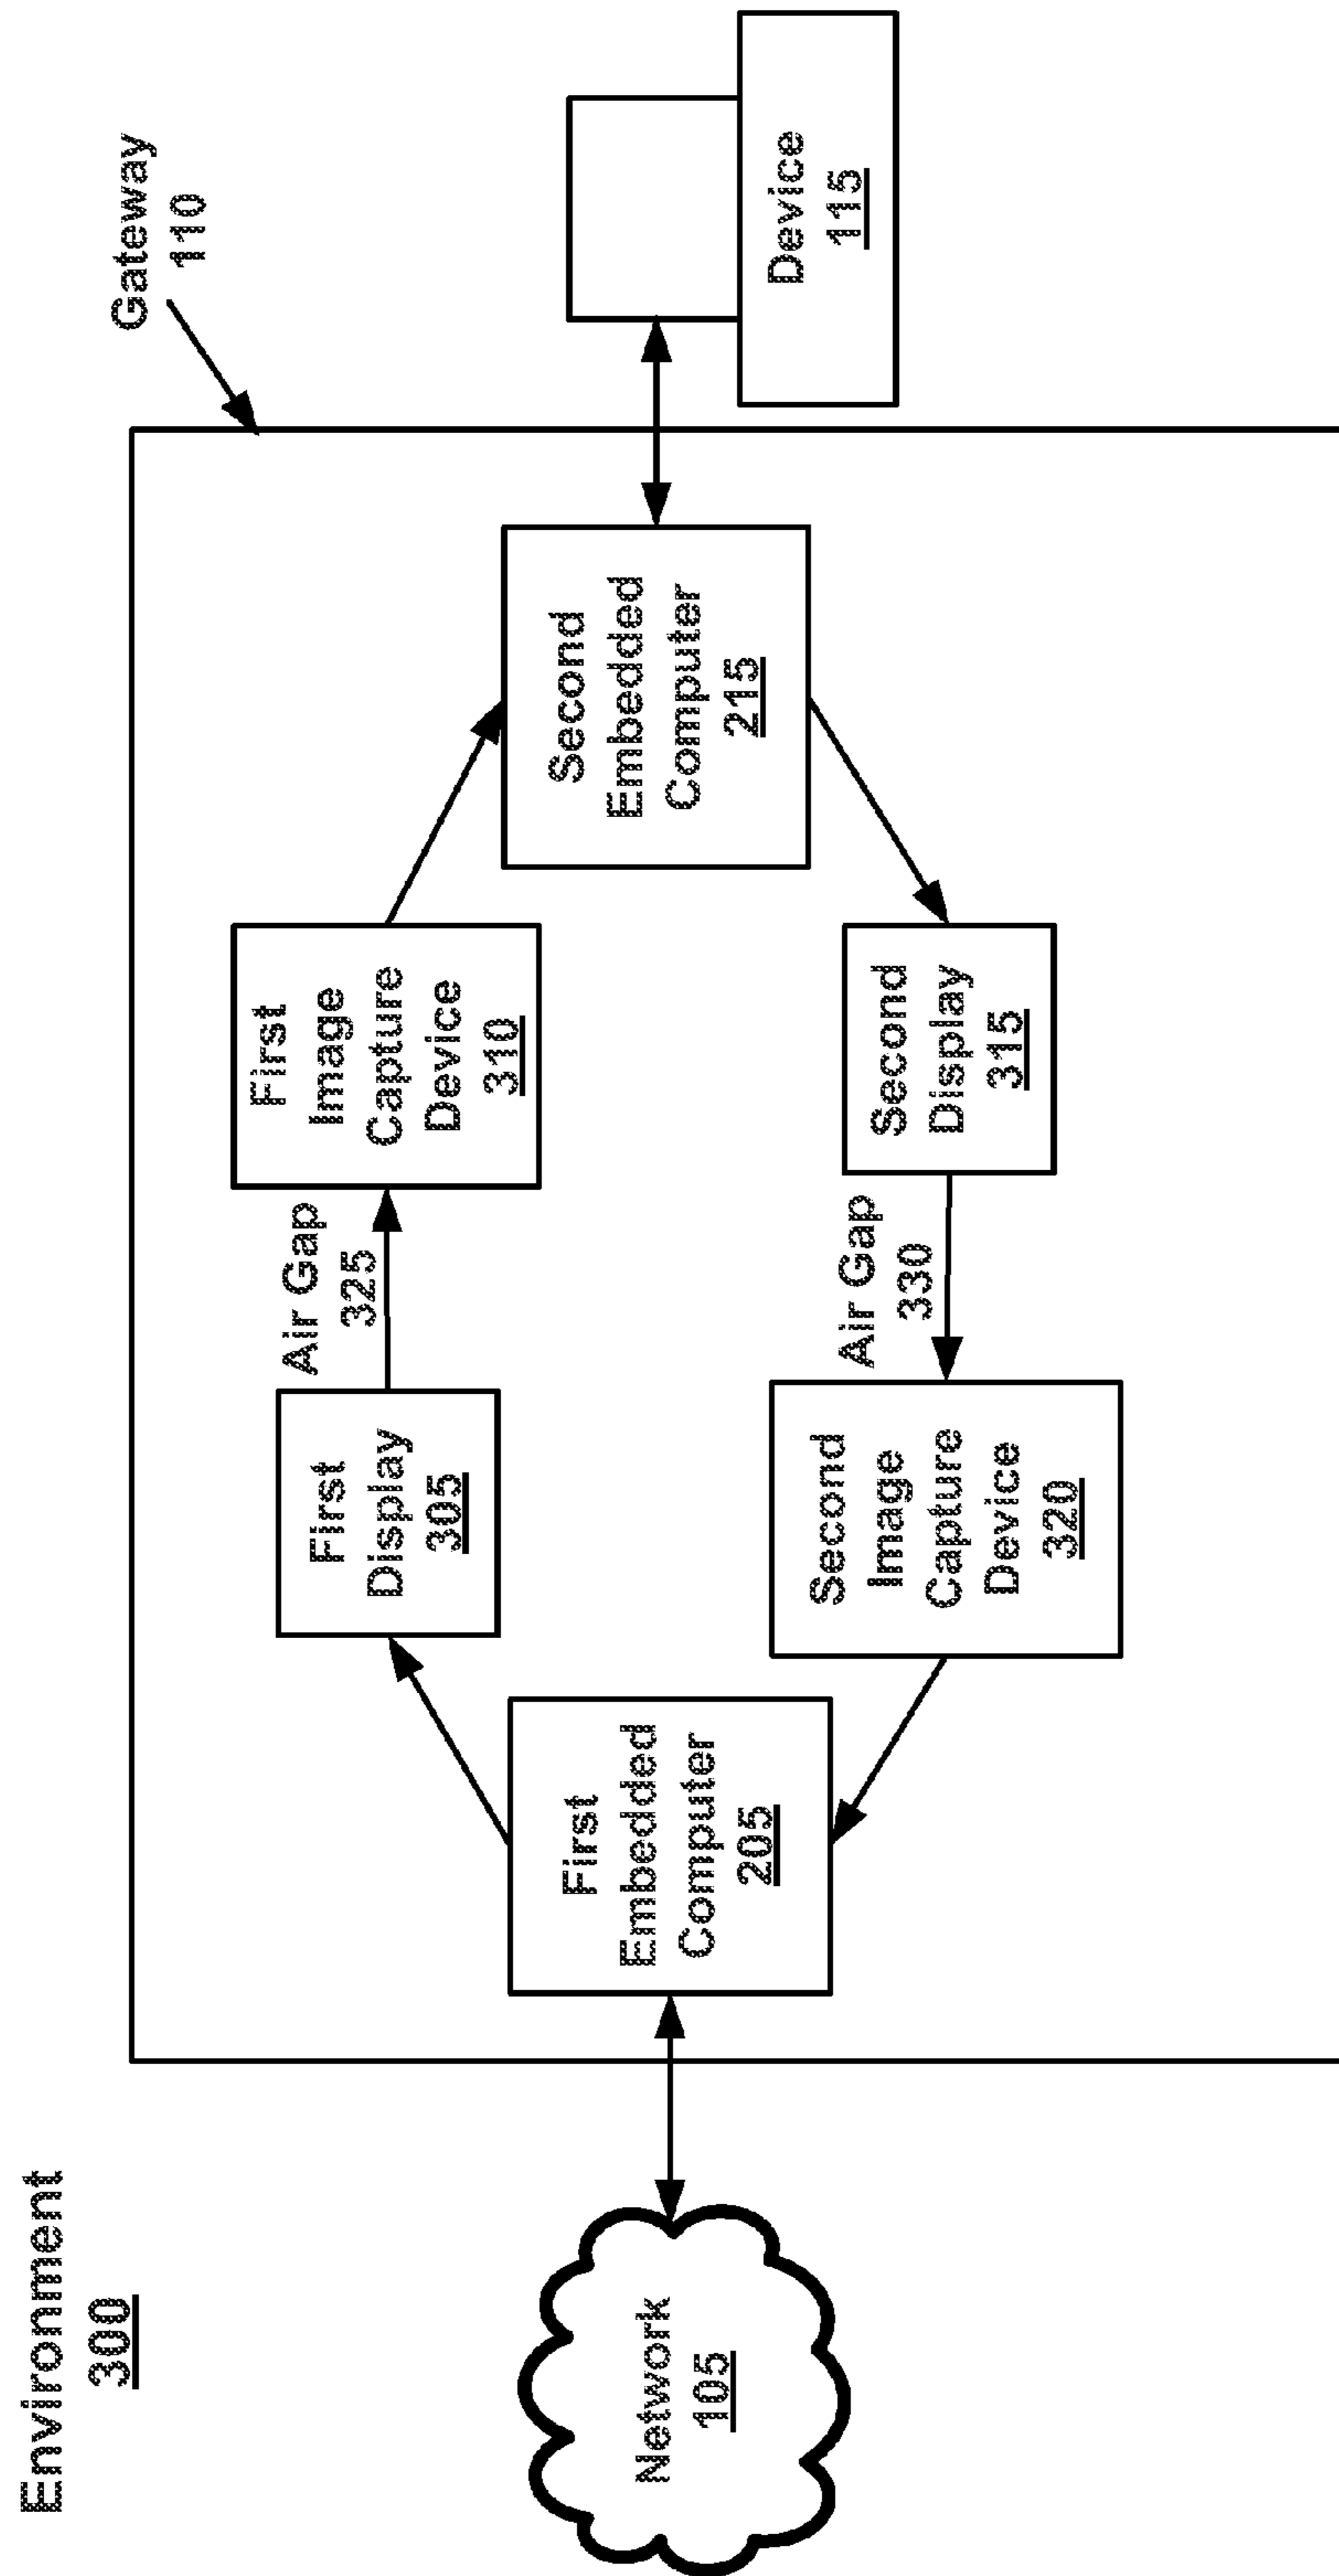 Environment
300
Gateway
110
Network
105
First
Embedded
Computer
205
First
Display
305
Air Gap
325
First
Image
Capture
Device
310
Second
Embedded
Computer
215
Second
Display
315
Air Gap
330
Second
Image
Capture
Device
320
Device
115